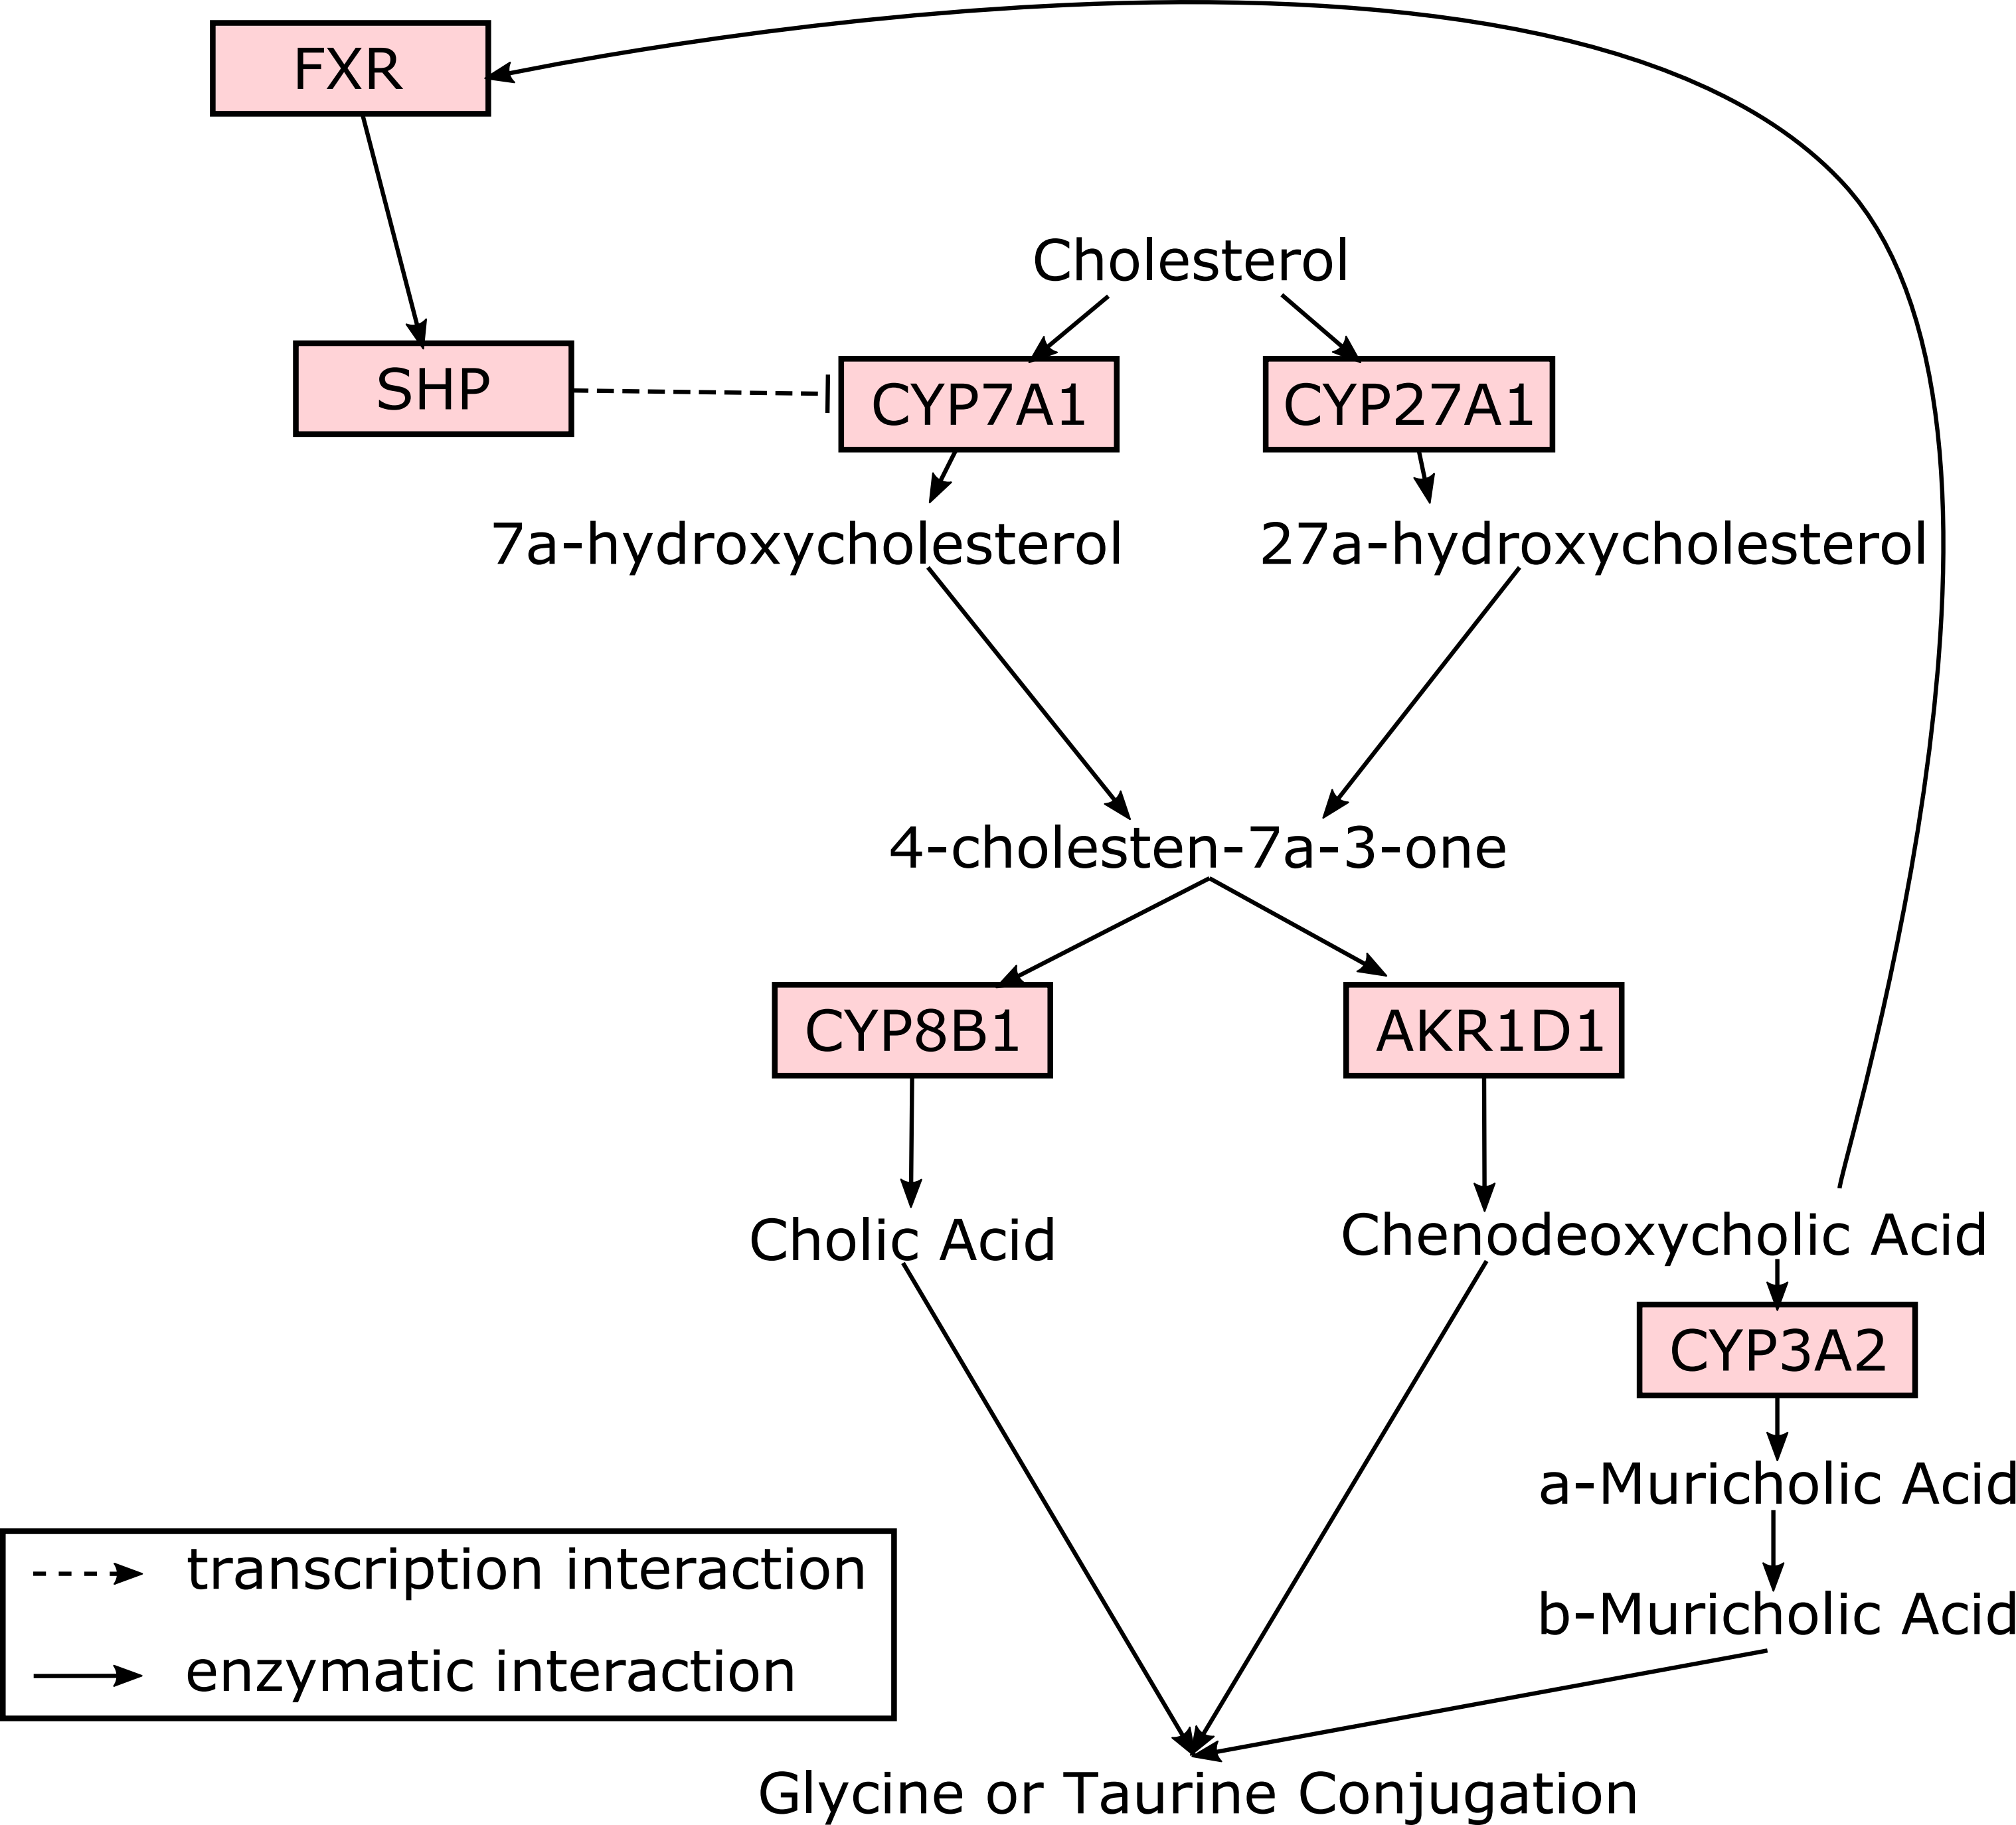 FXR
Cholesterol
SHP
CYP7A1
CYP27A1
7a-hydroxycholesterol
27a-hydroxycholesterol
4-cholesten-7a-3-one
CYP8B1
AKR1D1
Cholic Acid
Chenodeoxycholic Acid
CYP3A2
a-Muricholic Acid
b-Muricholic Acid
transcription interaction
enzymatic interaction
Glycine or Taurine Conjugation